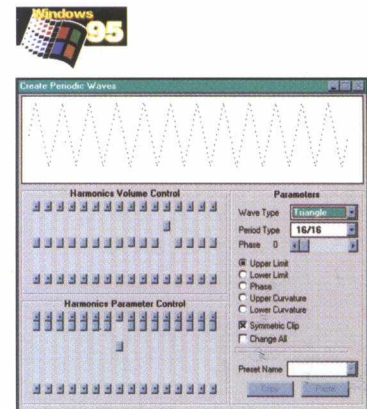 Windows
95
Create Periodic Waves
Harmonics Volume Control
Harmonics Parameter Control
Parameters
Wave Type Triangle
Period Type 16/16
Phase 0
Upper Limit
Lower Limit
Phase
Upper Curvature
Lower Curvature
Symmetric Clip
Change All
Preset Name
Copy Paste